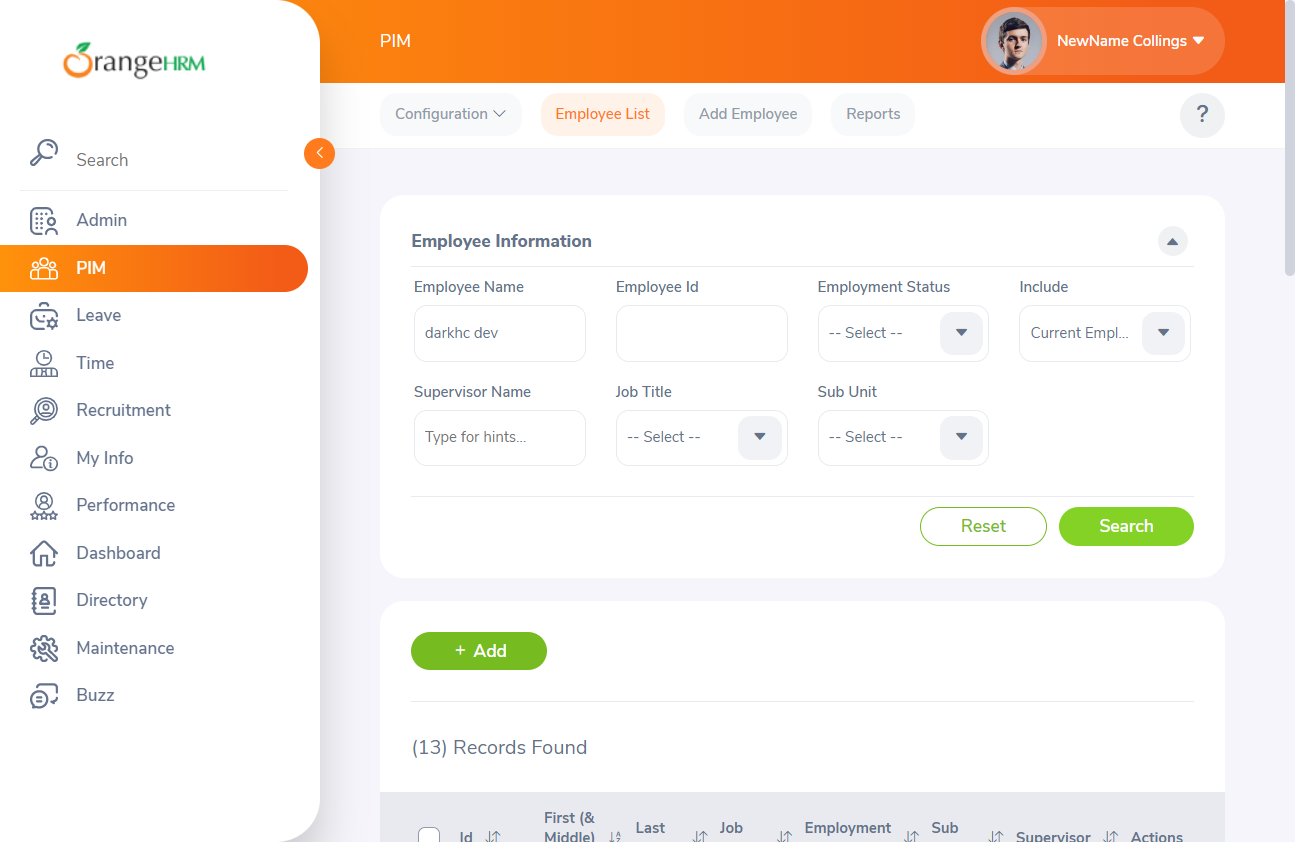 OrangeHRM
Search
Admin
PIM
Leave
Time
Recruitment
My Info
Performance
Dashboard
Directory
Maintenance
Buzz
PIM
NewName Collings
Configuration
Employee List
Add Employee
Reports
?
Employee Information
Employee Name
Employee Id
Employment Status
Include
darkhc dev
-- Select --
Current Empl...
Supervisor Name
Job Title
Sub Unit
Type for hints...
-- Select --
-- Select --
Reset
Search
+ Add
(13) Records Found
Id
First (& Middle)
Last
Job
Employment
Sub
Supervisor
Actions